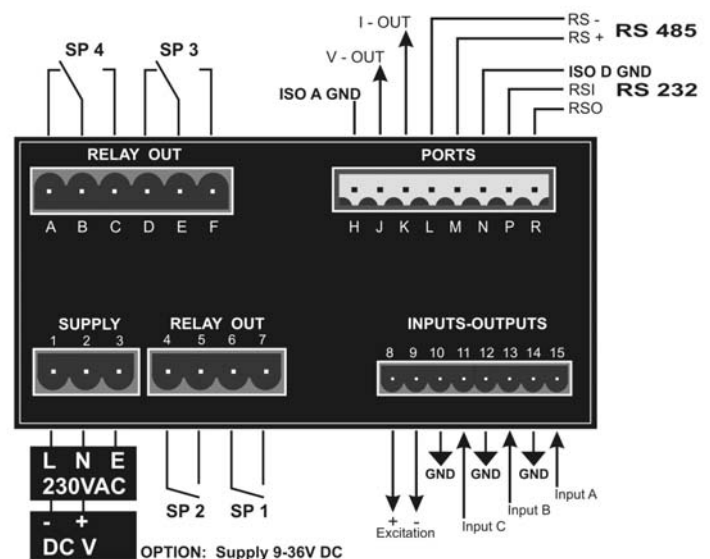 I - OUT
RS -
RS + RS 485
SP 4 SP 3
V - OUT
ISO D GND
ISO A GND
RSI RS 232
RSO
RELAY OUT PORTS
A B C D E F H J K L M N P R
SUPPLY RELAY OUT INPUTS-OUTPUTS
1 2 3 4 5 6 7 8 9 10 11 12 13 14 15
L N E
230VAC
GND GND GND
Input A
Input B
Input C
+ -
Excitation
SP 2 SP 1
- +
DC V
OPTION: Supply 9-36V DC